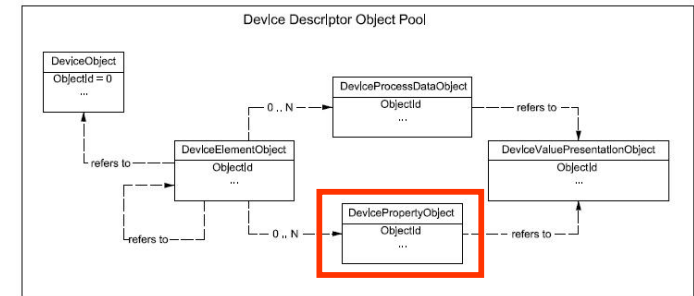 Device Descriptor Object Pool
DeviceObject
ObjectId = 0
...
DeviceProcessDataObject
ObjectId
...
0 .. N
refers to
DeviceElementObject
ObjectId
...
DeviceValuePresentationObject
ObjectId
...
refers to
DevicePropertyObject
ObjectId
...
refers to
0 .. N
refers to